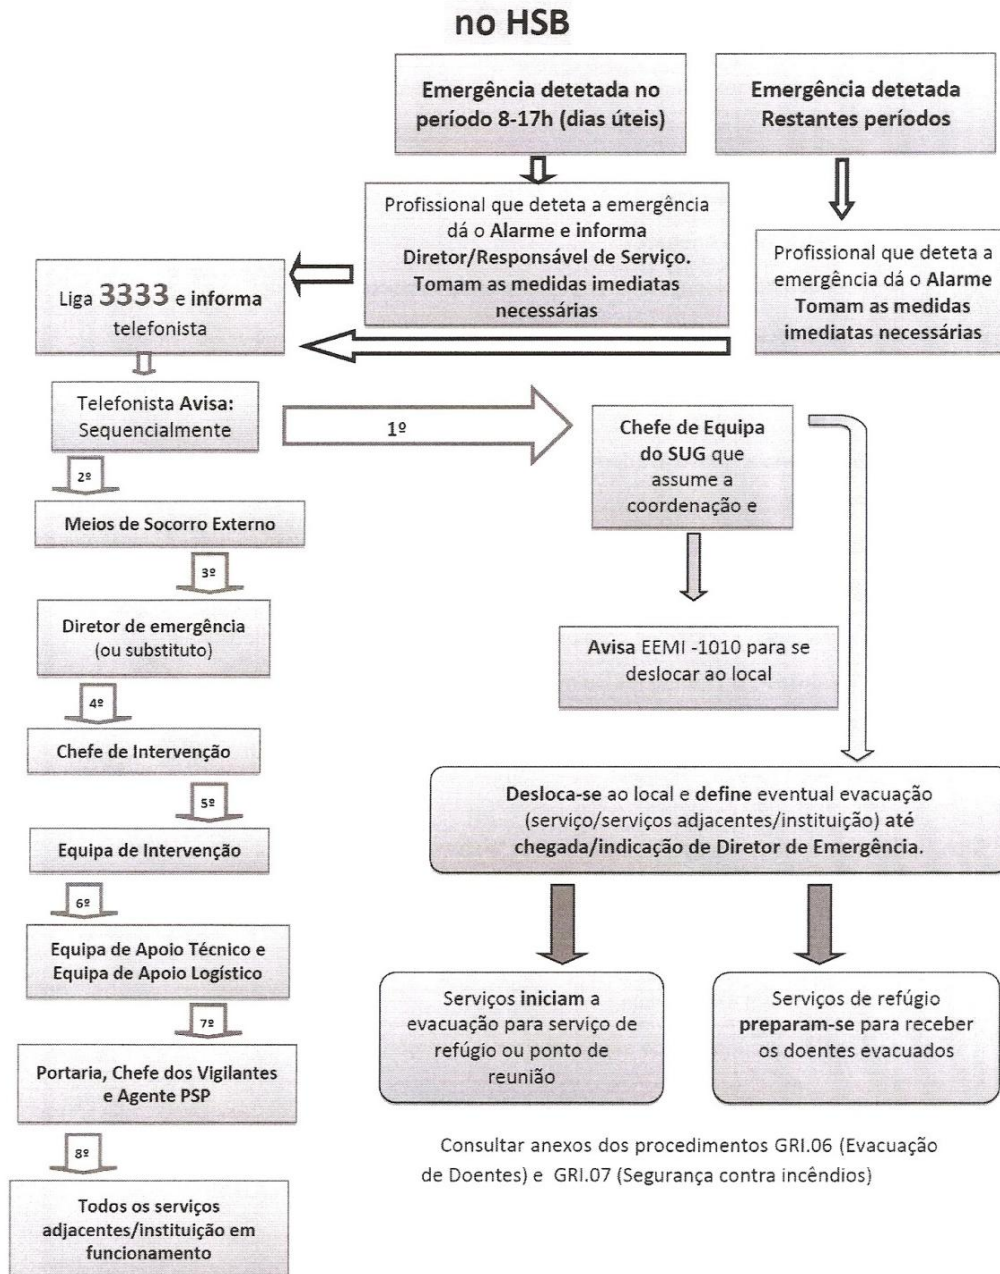 no HSB
Emergência detetada no
período 8-17h (dias úteis)
Emergência detetada
Restantes períodos
Profissional que deteta a emergência
dá o Alarme e informa
Diretor/Responsável de Serviço.
Tomam as medidas imediatas
necessárias
Profissional que deteta a
emergência dá o Alarme
Tomam as medidas
imediatas necessárias
Liga 3333 e informa
telefonista
Telefonista Avisa:
Sequencialmente
1º
Chefe de Equipa
do SUG que
assume a
coordenação e
Avisa EEMI -1010 para se
deslocar ao local
Desloca-se ao local e define eventual evacuação
(serviço/serviços adjacentes/instituição) até
chegada/indicação de Diretor de Emergência.
Serviços iniciam a
evacuação para serviço de
refúgio ou ponto de
reunião
Serviços de refúgio
preparam-se para receber
os doentes evacuados
2º
Meios de Socorro Externo
3º
Diretor de emergência
(ou substituto)
4º
Chefe de Intervenção
5º
Equipa de Intervenção
6º
Equipa de Apoio Técnico e
Equipa de Apoio Logístico
7º
Portaria, Chefe dos Vigilantes
e Agente PSP
8º
Todos os serviços
adjacentes/instituição em
funcionamento
Consultar anexos dos procedimentos GRI.06 (Evacuação
de Doentes) e GRI.07 (Segurança contra incêndios)